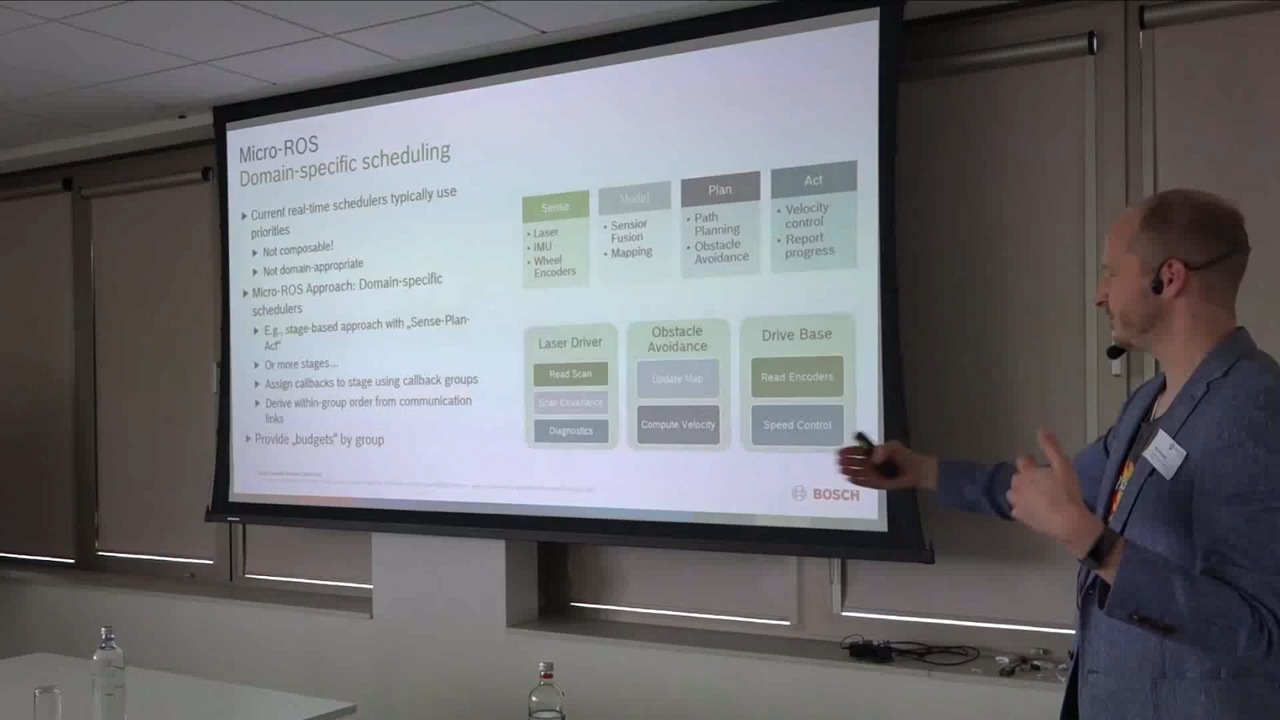 Micro-ROS
Domain-specific scheduling
Current real-time schedulers typically use
priorities
Not composable!
Not domain-appropriate
Micro-ROS Approach: Domain-specific
schedulers
E.g., stage-based approach with „Sense-Plan-
Act“
Or more stages…
Assign callbacks to stage using callback groups
Derive within-group order from communication
links
Provide „budgets“ by group
Sense
• Laser
• IMU
• Wheel
Encoders
Model
• Sensior
Fusion
• Mapping
Plan
• Path
Planning
• Obstacle
Avoidance
Act
• Velocity
control
• Report
progress
Laser Driver
Read Scan
Scan Covariance
Diagnostics
Obstacle
Avoidance
Update Map
Compute Velocity
Drive Base
Read Encoders
Speed Control
BOSCH